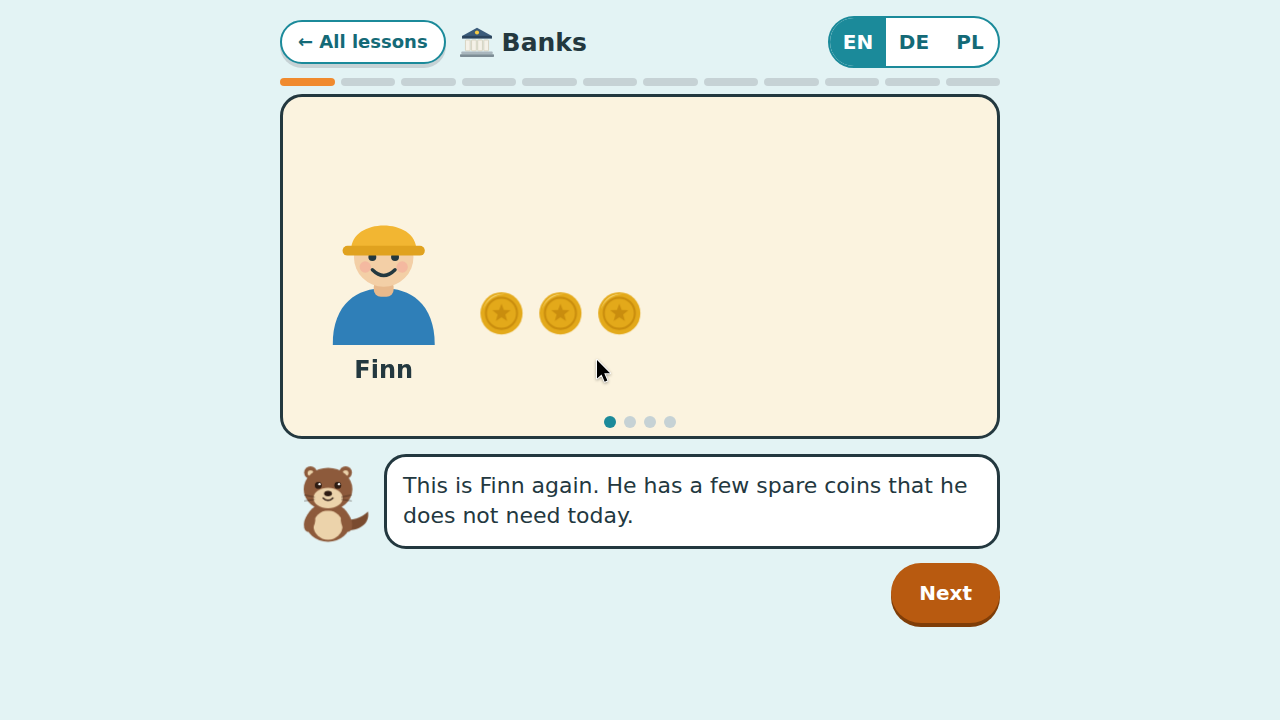 ← All lessons
Banks
EN DE PL
Finn
This is Finn again. He has a few spare coins that he
does not need today.
Next